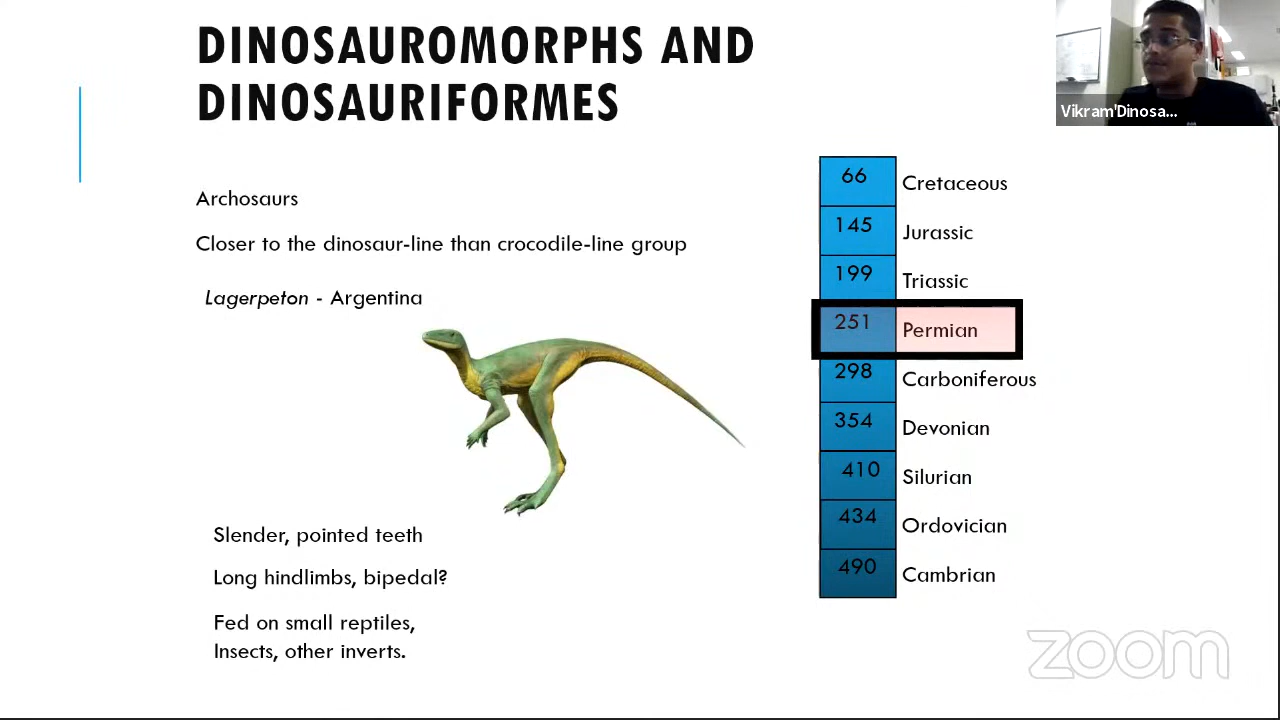 DINOSAUROMORPHS AND
DINOSAURIFORMES
Vikram'Dinosa...
Archosaurs
Closer to the dinosaur-line than crocodile-line group
Lagerpeton - Argentina
Slender, pointed teeth
Long hindlimbs, bipedal?
Fed on small reptiles,
Insects, other inverts.
66 Cretaceous
145 Jurassic
199 Triassic
251 Permian
298 Carboniferous
354 Devonian
410 Silurian
434 Ordovician
490 Cambrian
zoom